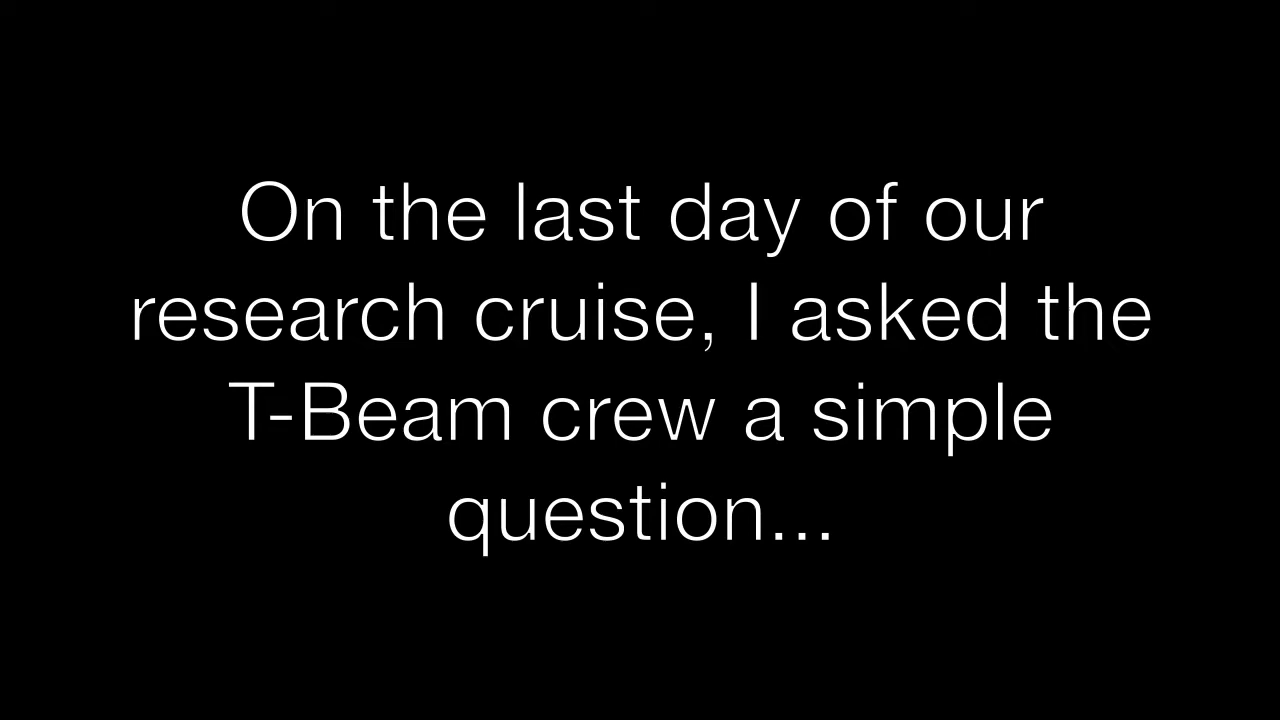 On the last day of our
research cruise, I asked the
T-Beam crew a simple
question...